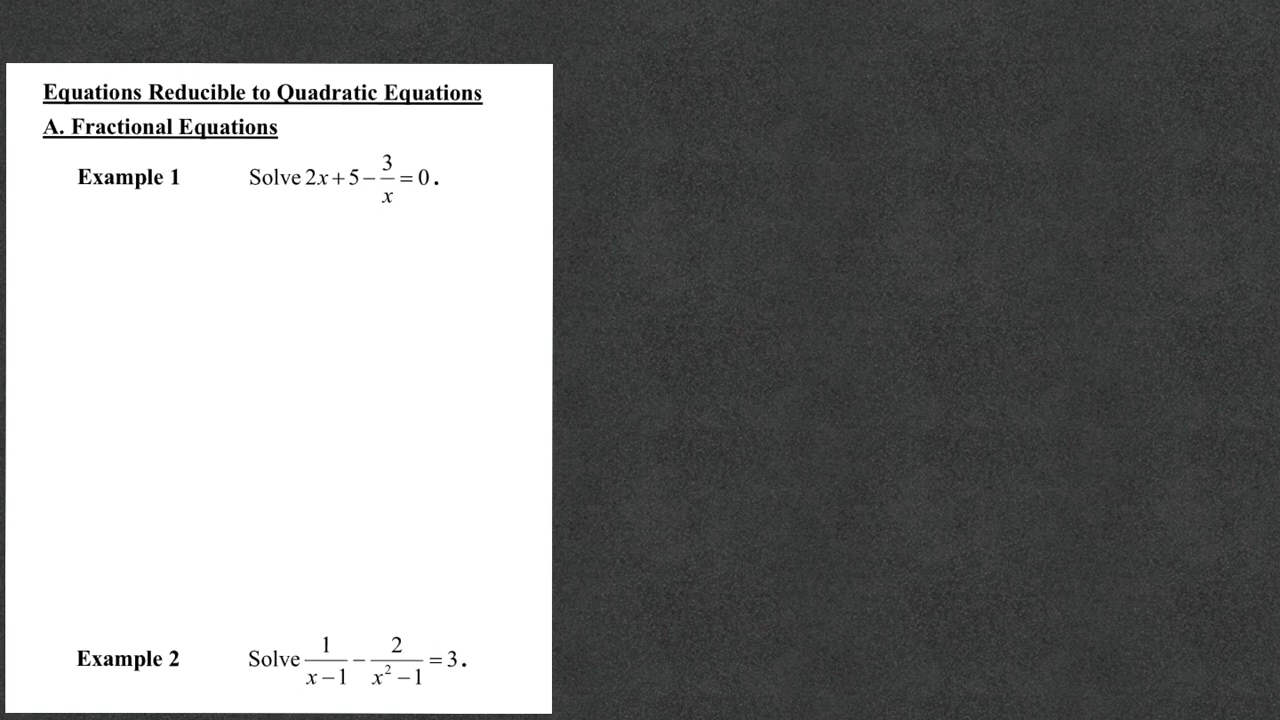 Equations Reducible to Quadratic Equations
A. Fractional Equations
Example 1 Solve 2x + 5 − 3/x = 0.
Example 2 Solve 1/(x − 1) − 2/(x² − 1) = 3.